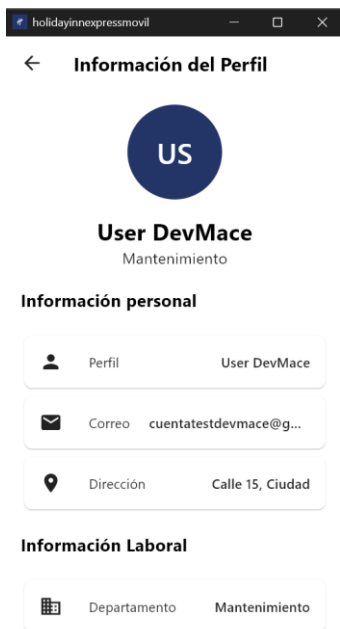 holidayinnexpressmovil
Información del Perfil
US
User DevMace
Mantenimiento
Información personal
Perfil User DevMace
Correo cuentatestdevmace@g...
Dirección Calle 15, Ciudad
Información Laboral
Departamento Mantenimiento